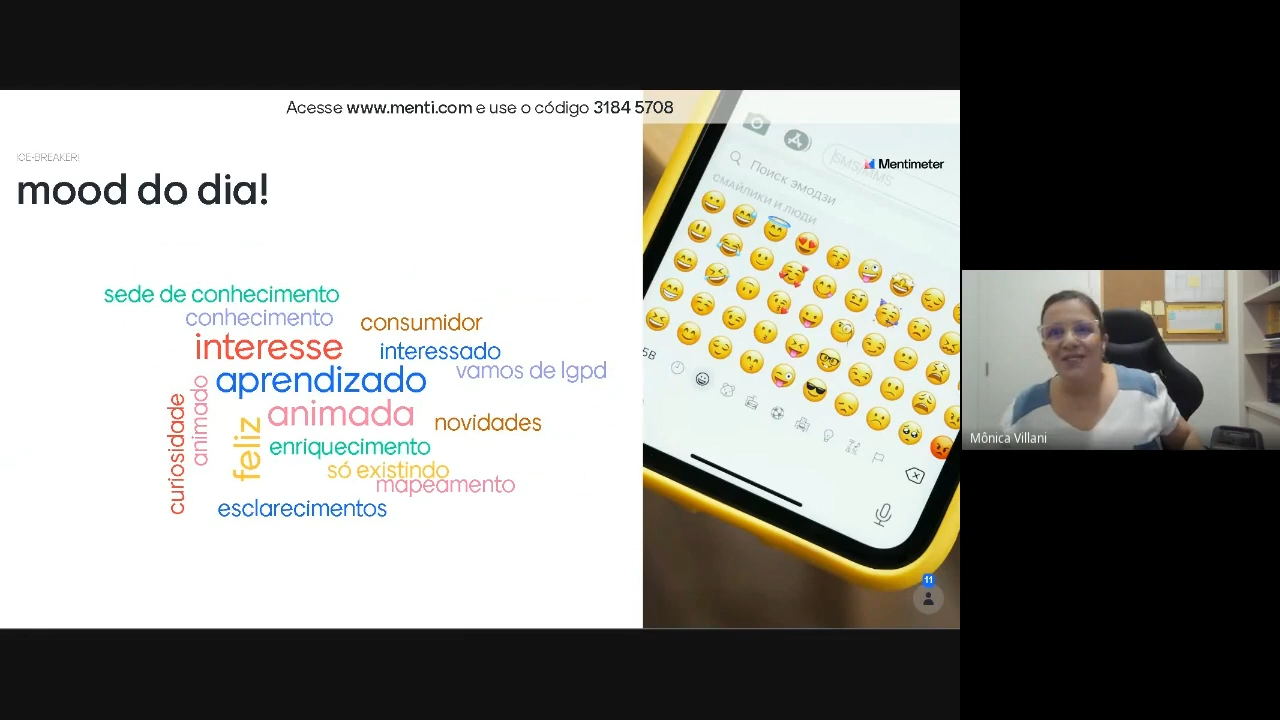 Acesse www.menti.com e use o código 3184 5708
ICE-BREAKER!
mood do dia!
sede de conhecimento
conhecimento
consumidor
interesse
interessado
vamos de lgpd
aprendizado
animada
curiosidade
animado
feliz
novidades
enriquecimento
só existindo
mapeamento
esclarecimentos
Mentimeter
SMS/MMS
Поиск эмодзи
СМАЙЛИКИ И ЛЮДИ
11
Mônica Villani